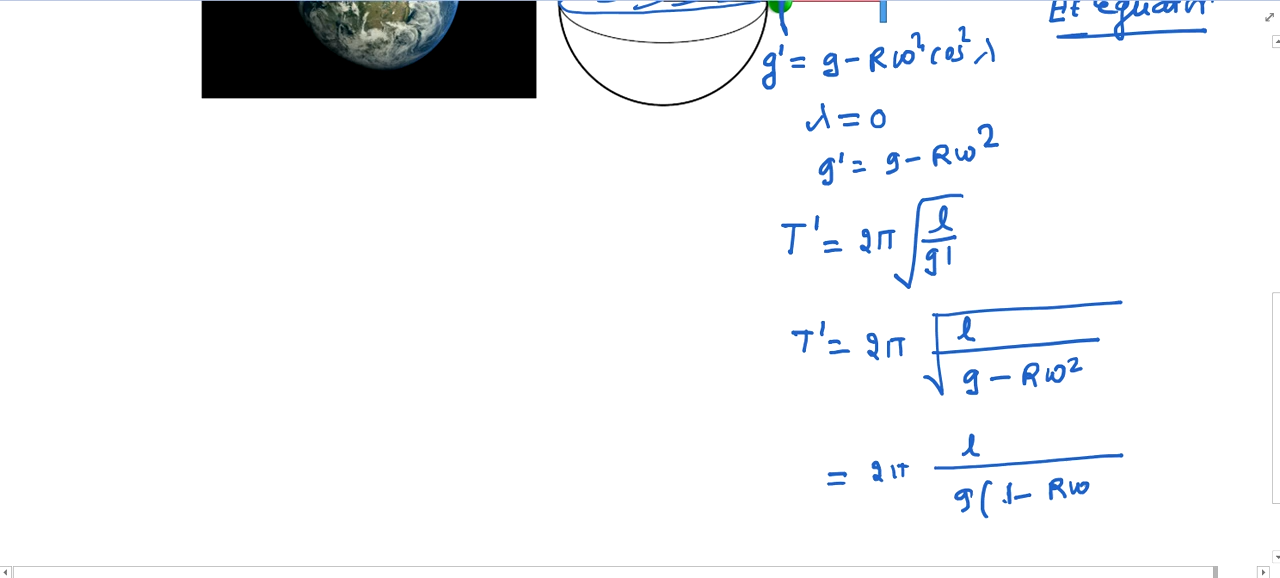 At equator
g' = g - Rω² cos² λ
λ = 0
g' = g - Rω²
T' = 2π √(l/g')
T' = 2π √(l/(g - Rω²))
= 2π l/(g(1 - Rω